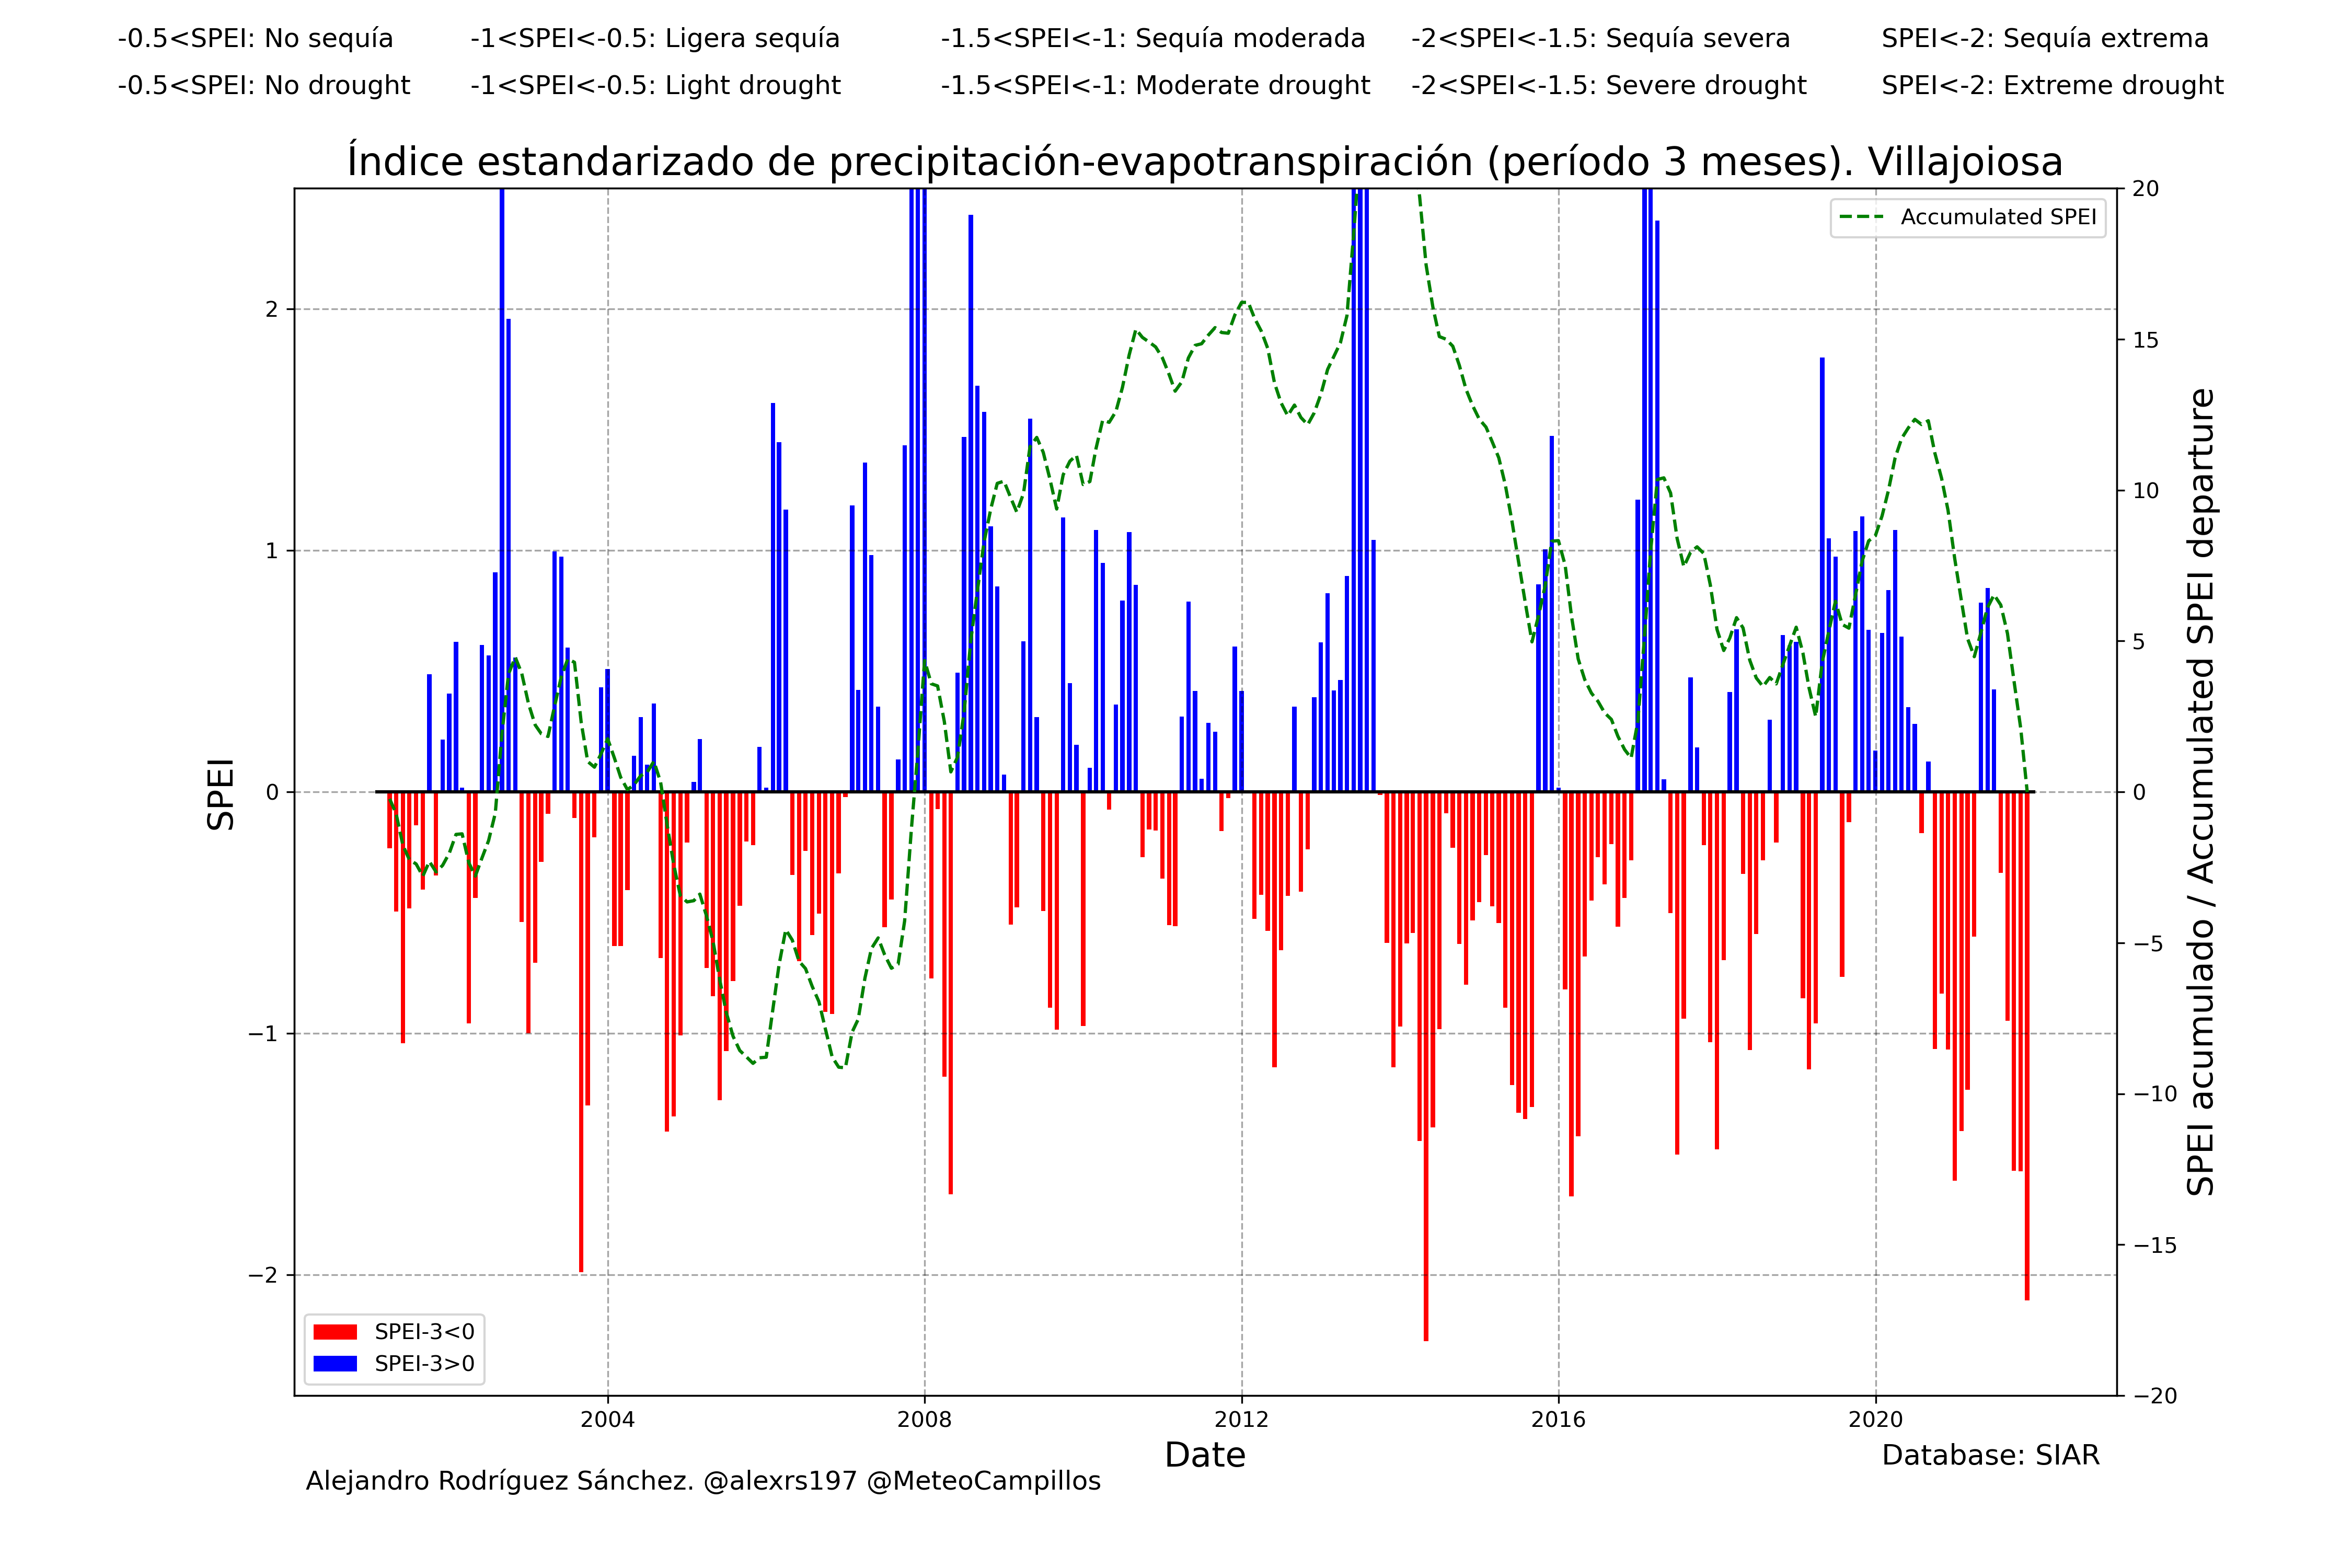 -0.5<SPEI: No sequía -1<SPEI<-0.5: Ligera sequía -1.5<SPEI<-1: Sequía moderada -2<SPEI<-1.5: Sequía severa SPEI<-2: Sequía extrema
-0.5<SPEI: No drought -1<SPEI<-0.5: Light drought -1.5<SPEI<-1: Moderate drought -2<SPEI<-1.5: Severe drought SPEI<-2: Extreme drought
Índice estandarizado de precipitación-evapotranspiración (período 3 meses). Villajoiosa
Accumulated SPEI
SPEI
2
1
0
−1
−2
20
15
10
5
0
−5
−10
−15
−20
SPEI acumulado / Accumulated SPEI departure
SPEI-3<0
SPEI-3>0
2004 2008 2012 2016 2020
Date
Database: SIAR
Alejandro Rodríguez Sánchez. @alexrs197 @MeteoCampillos